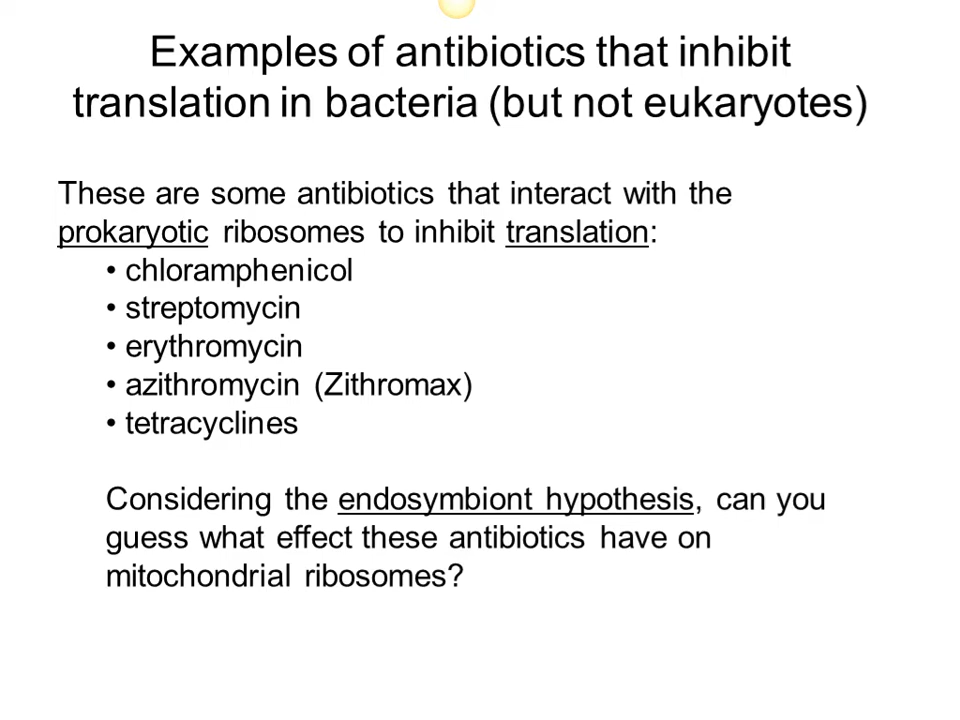 Examples of antibiotics that inhibit
translation in bacteria (but not eukaryotes)
These are some antibiotics that interact with the
prokaryotic ribosomes to inhibit translation:
• chloramphenicol
• streptomycin
• erythromycin
• azithromycin (Zithromax)
• tetracyclines
Considering the endosymbiont hypothesis, can you
guess what effect these antibiotics have on
mitochondrial ribosomes?